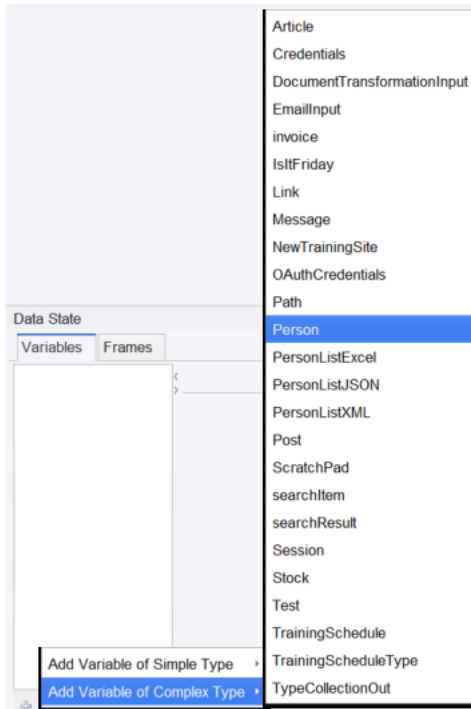 Article
Credentials
DocumentTransformationInput
EmailInput
invoice
IsItFriday
Link
Message
NewTrainingSite
OAuthCredentials
Path
Person
PersonListExcel
PersonListJSON
PersonListXML
Post
ScratchPad
searchItem
searchResult
Session
Stock
Test
TrainingSchedule
TrainingScheduleType
TypeCollectionOut
Data State
Variables Frames
Add Variable of Simple Type
Add Variable of Complex Type